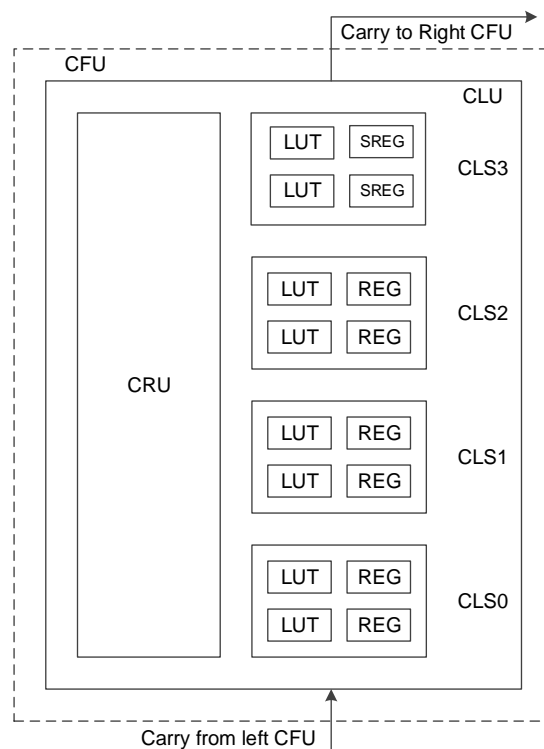 Carry to Right CFU
CFU
CLU
LUT SREG
CLS3
LUT SREG
LUT REG
CLS2
LUT REG
CRU
LUT REG
CLS1
LUT REG
LUT REG
CLS0
LUT REG
Carry from left CFU